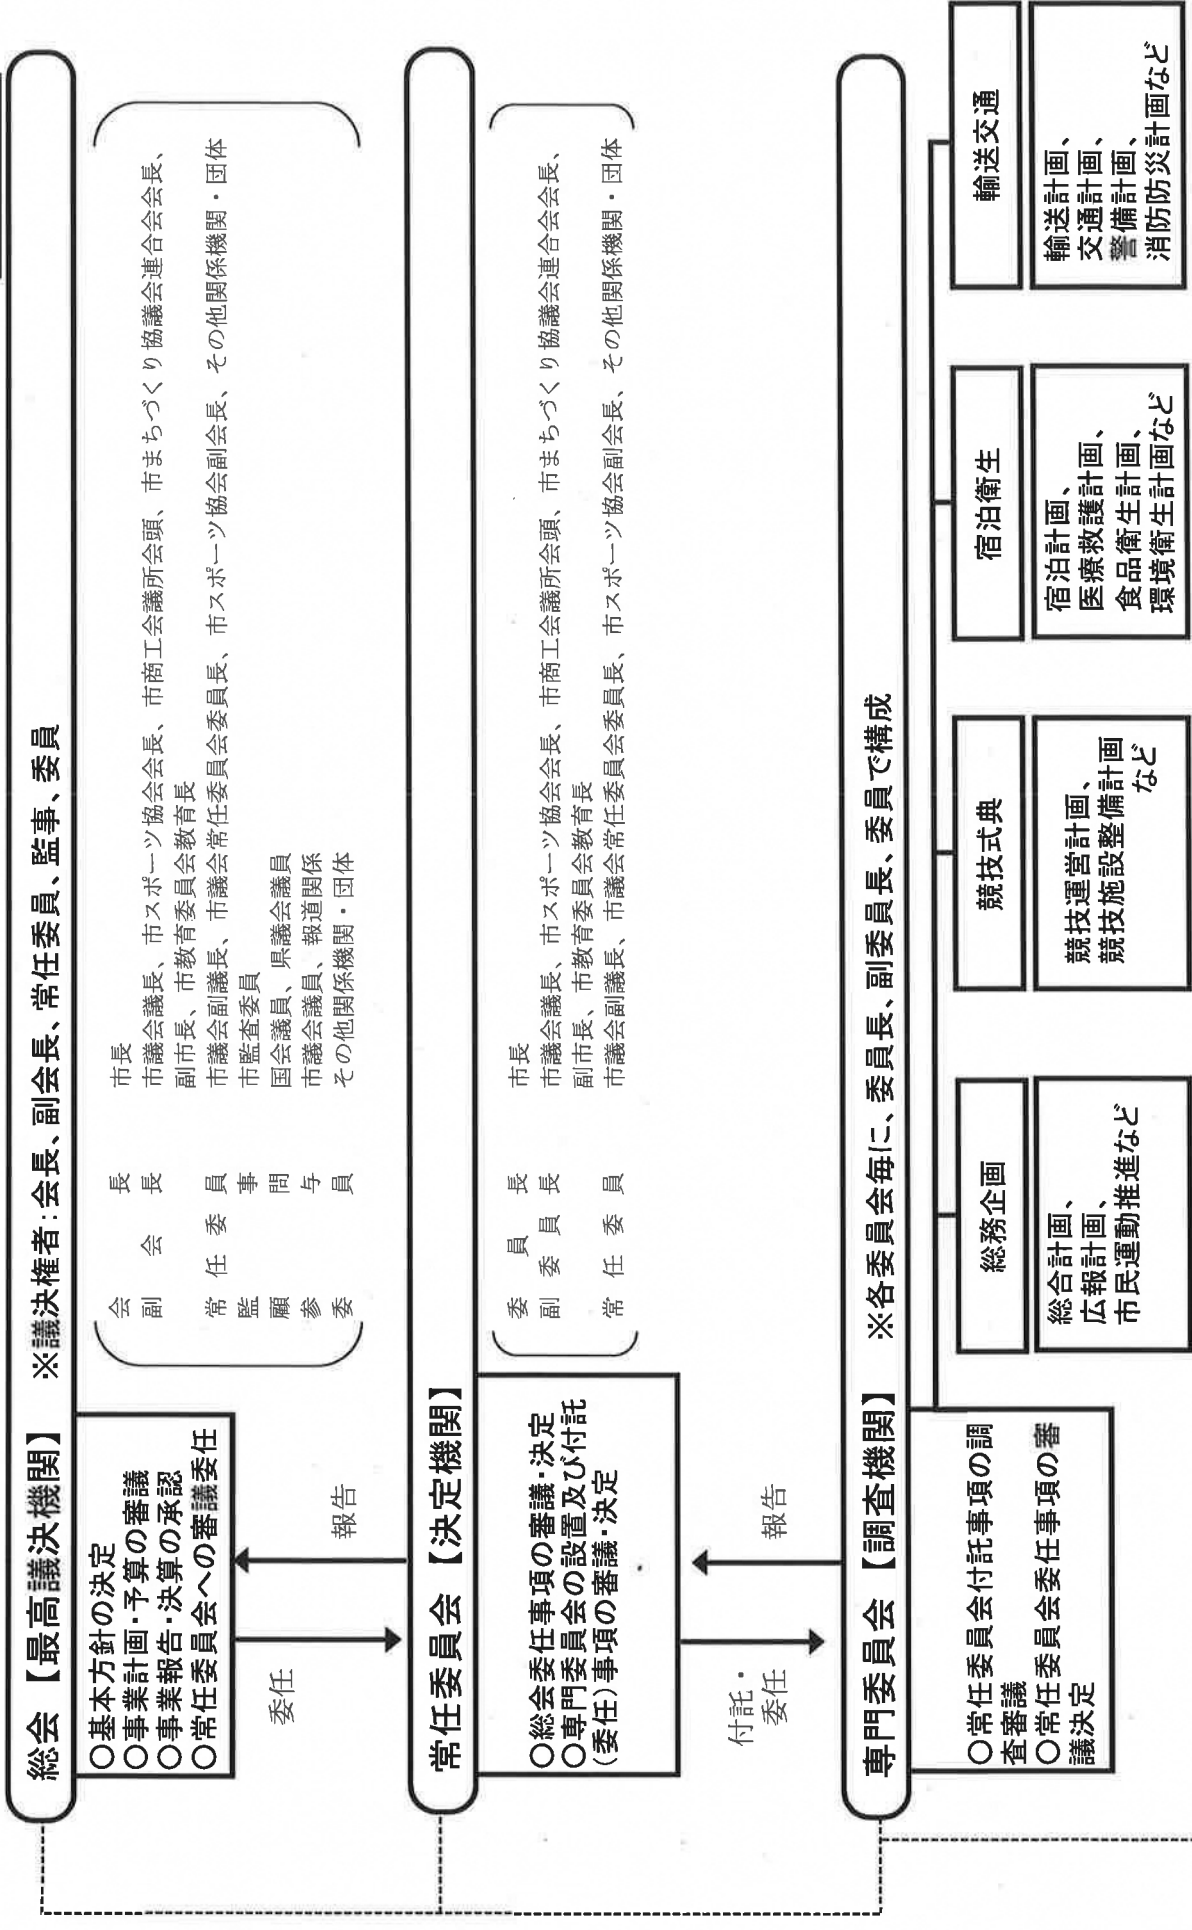 総会 【最高議決機関】 ※議決権者:会長、副会長、常任委員、監事、委員
〇基本方針の決定
〇事業計画・予算の審議
〇事業報告・決算の承認
〇常任委員会への審議委任
会長 市長
副会長 市議会議長、市スポーツ協会会長、市商工会議所会頭、市まちづくり協議会連合会会長、
副市長、市教育委員会教育長
常任委員 市議会副議長、市議会常任委員会委員長、市スポーツ協会副会長、その他関係機関・団体
監事 市監査委員
顧問 国会議員、県議会議員
参与 市議会議員、報道関係
委員 その他関係機関・団体
委任
報告
常任委員会 【決定機関】
〇総会委任事項の審議・決定
〇専門委員会の設置及び付託
(委任)事項の審議・決定
委員長 市長
副委員長 市議会議長、市スポーツ協会会長、市商工会議所会頭、市まちづくり協議会連合会会長、
副市長、市教育委員会教育長
常任委員 市議会副議長、市議会常任委員会委員長、市スポーツ協会副会長、その他関係機関・団体
付託・
委任
報告
専門委員会 【調査機関】 ※各委員会毎に、委員長、副委員長、委員で構成
〇常任委員会付託事項の調
査審議
〇常任委員会委任事項の審
議決定
総務企画
総合計画、
広報計画、
市民運動推進など
競技式典
競技運営計画、
競技施設整備計画
など
宿泊衛生
宿泊計画、
医療救護計画、
食品衛生計画、
環境衛生計画など
輸送交通
輸送計画、
交通計画、
警備計画、
消防防災計画など